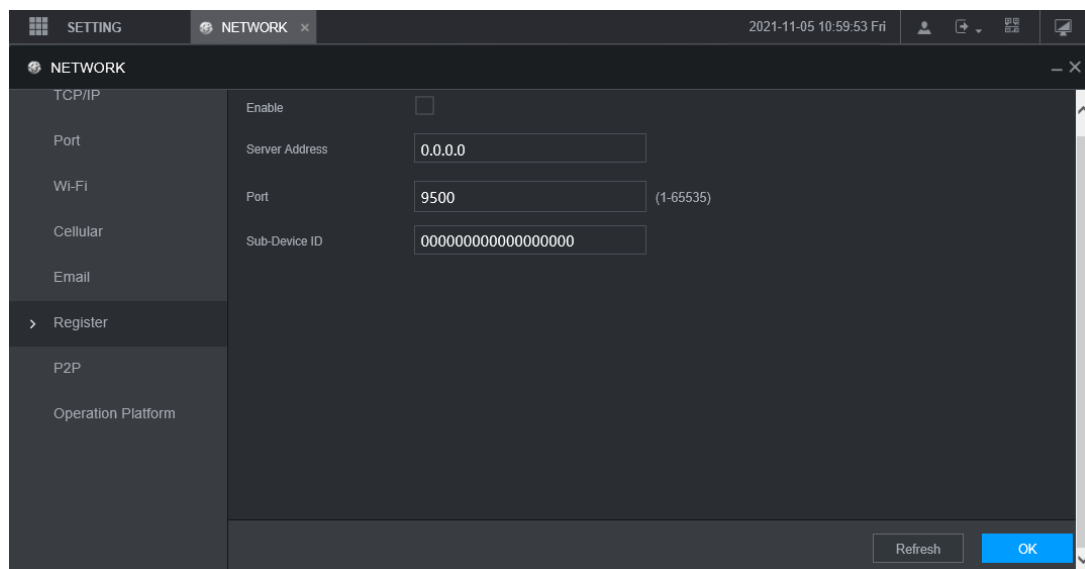 SETTING NETWORK × 2021-11-05 10:59:53 Fri
NETWORK
TCP/IP
Port
Wi-Fi
Cellular
Email
Register
P2P
Operation Platform
Enable
Server Address 0.0.0.0
Port 9500 (1-65535)
Sub-Device ID 000000000000000000
Refresh OK